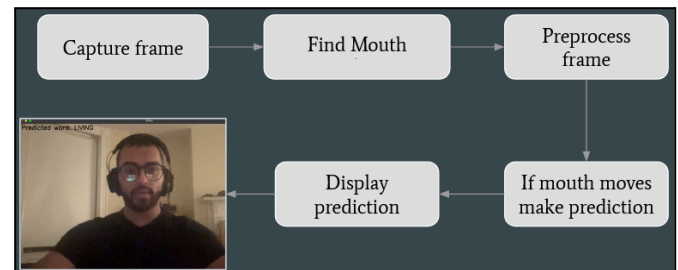 Capture frame
Find Mouth
Preprocess
frame
If mouth moves
make prediction
Display
prediction
Predicted word: LIVING